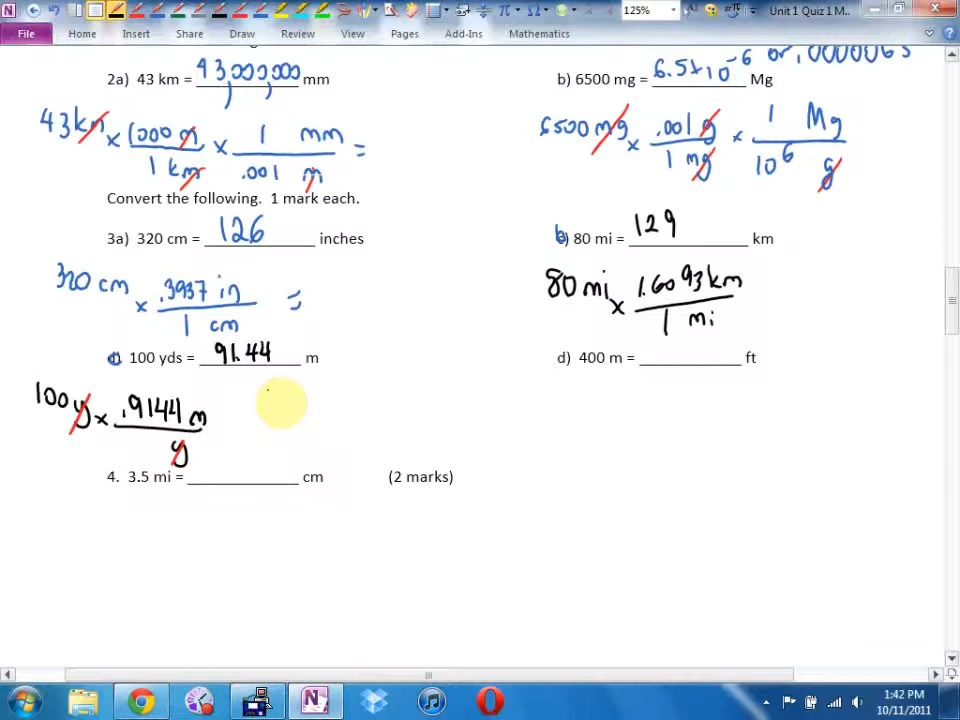 125%
Unit 1 Quiz 1 M..
File Home Insert Share Draw Review View Pages Add-Ins Mathematics
2a) 43 km = 43,000,000 mm
b) 6500 mg = 6.5x10^-6 or .0000065 Mg
43 km x 1000 m / 1 km x 1 mm / .001 m =
6500 mg x .001 g / 1 mg x 1 Mg / 10^6 g
Convert the following. 1 mark each.
3a) 320 cm = 126 inches
b) 80 mi = 129 km
320 cm x .3937 in / 1 cm =
80 mi x 1.6093 km / 1 mi
c) 100 yds = 91.44 m
d) 400 m = ____________ ft
100 y x .9144 m / y
4. 3.5 mi = _____________ cm (2 marks)
1:42 PM
10/11/2011